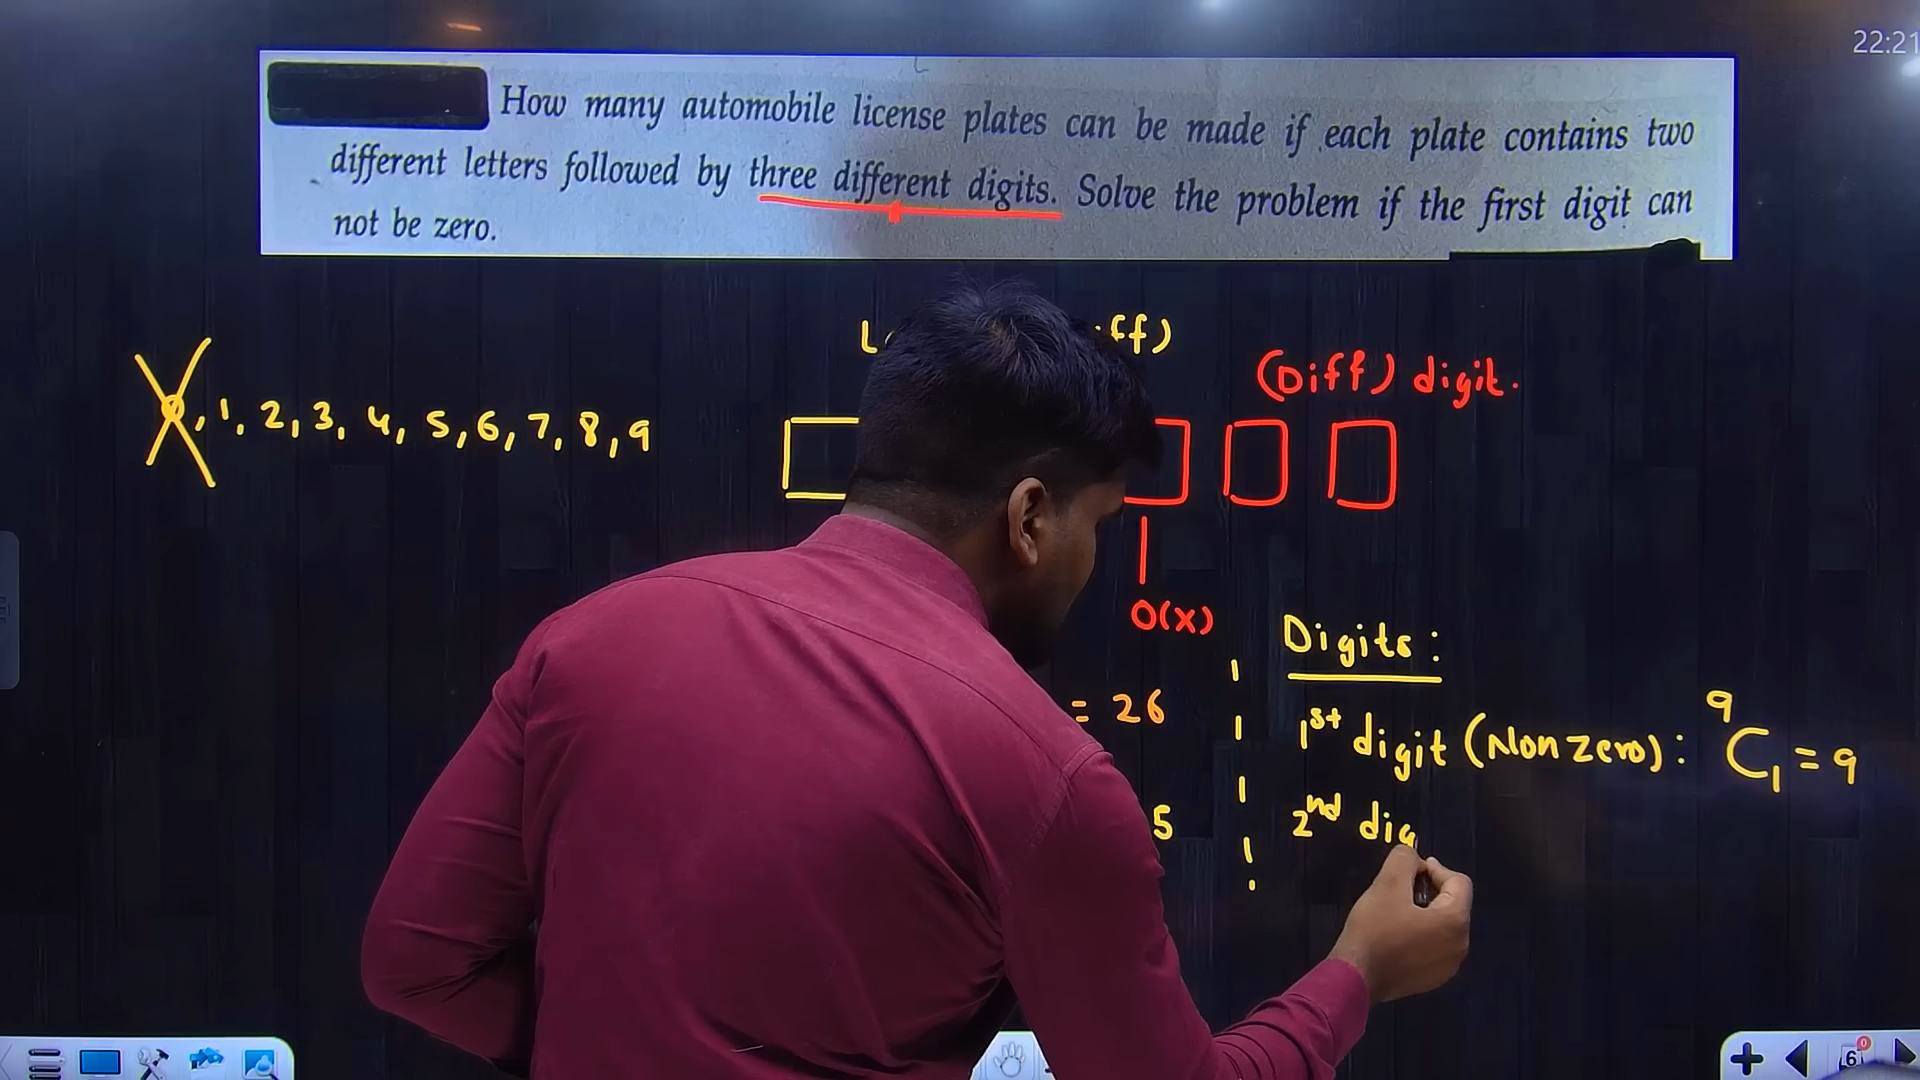 22:21
How many automobile license plates can be made if each plate contains two
different letters followed by three different digits. Solve the problem if the first digit can
not be zero.
(Diff) digit.
0, 1, 2, 3, 4, 5, 6, 7, 8, 9
0(x)
Digits:
= 26
1st digit (Non zero): 9C1 = 9
5
2nd dig
6
0